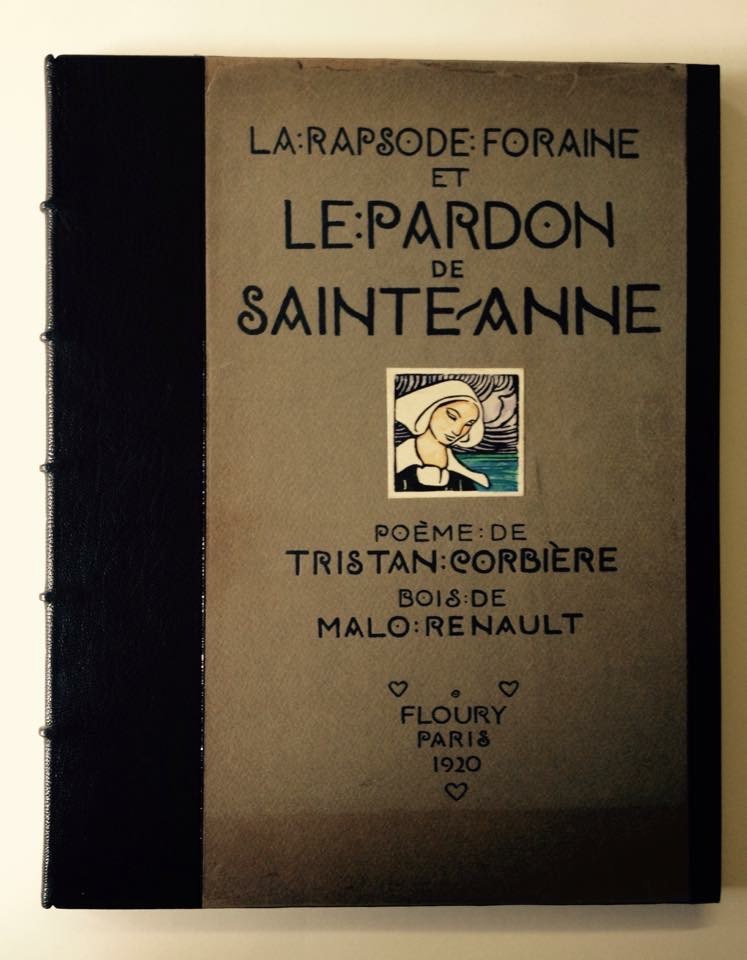 LA:RAPSODE:FORAINE
ET
LE:PARDON
DE
SAINTE-ANNE
POÈME:DE
TRISTAN:CORBIÈRE
BOIS:DE
MALO:RENAULT
FLOURY
PARIS
1920